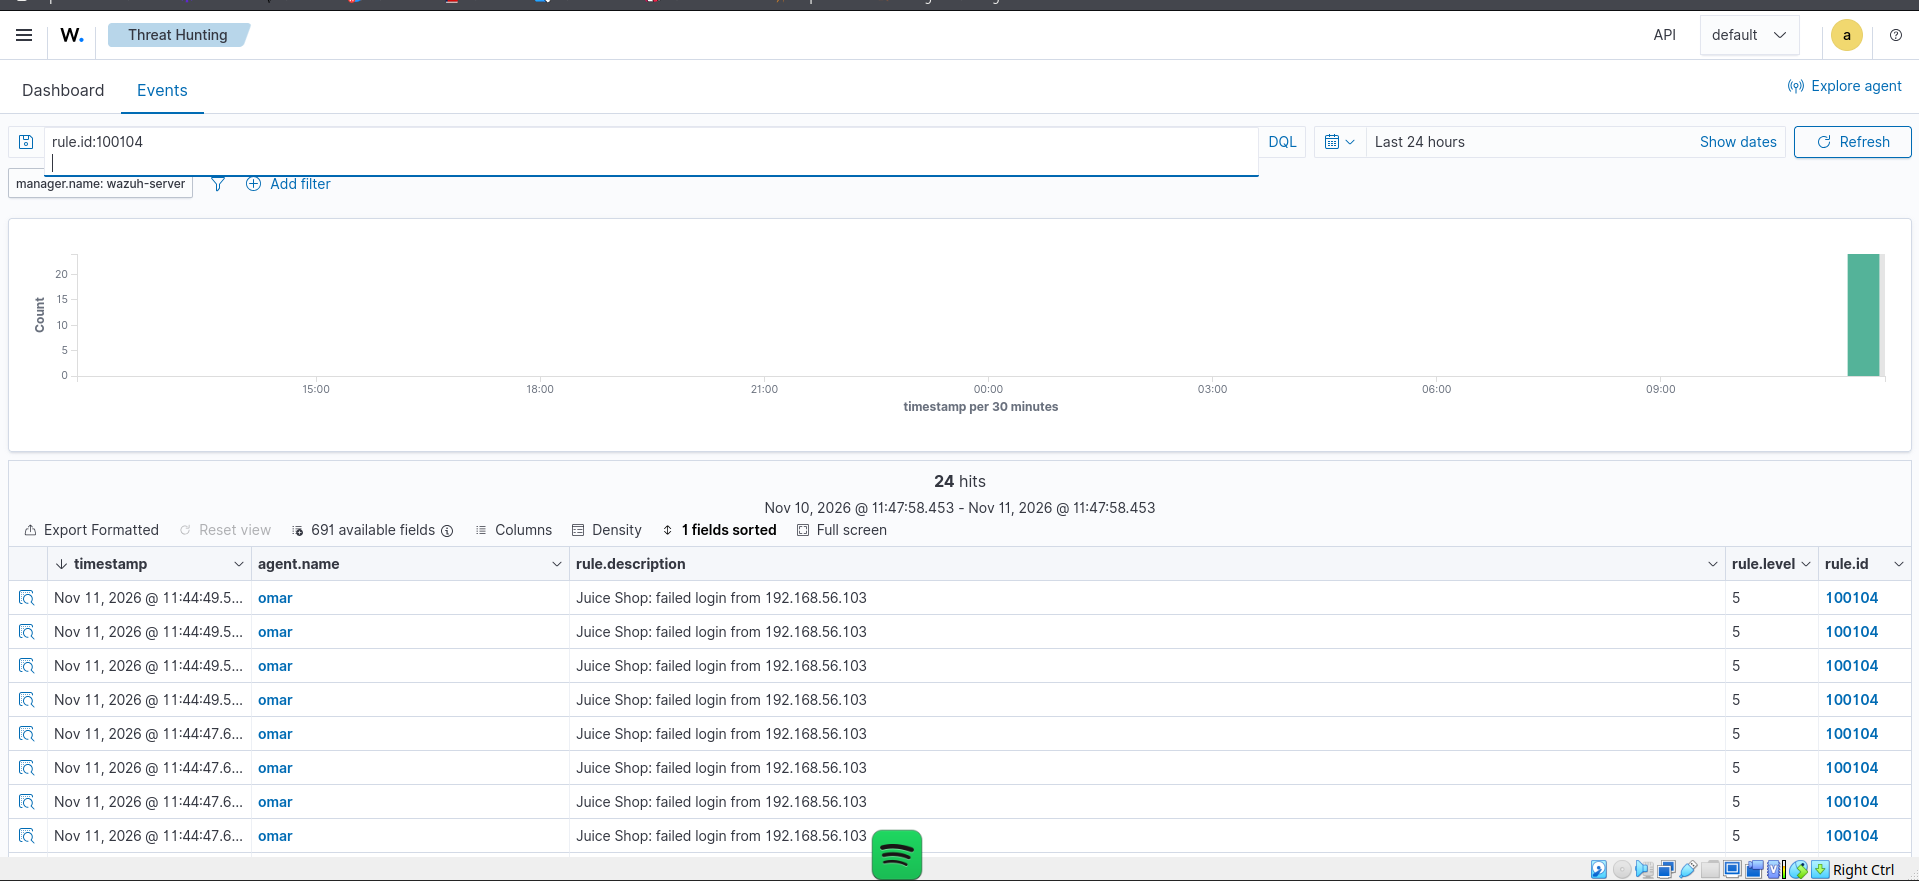 W. Threat Hunting API default a
Dashboard Events Explore agent
rule.id:100104 DQL Last 24 hours Show dates Refresh
manager.name: wazuh-server Add filter
Count
20
15
10
5
0
15:00 18:00 21:00 00:00 03:00 06:00 09:00
timestamp per 30 minutes
24 hits
Nov 10, 2026 @ 11:47:58.453 - Nov 11, 2026 @ 11:47:58.453
Export Formatted Reset view 691 available fields Columns Density 1 fields sorted Full screen
timestamp agent.name rule.description rule.level rule.id
Nov 11, 2026 @ 11:44:49.5... omar Juice Shop: failed login from 192.168.56.103 5 100104
Nov 11, 2026 @ 11:44:49.5... omar Juice Shop: failed login from 192.168.56.103 5 100104
Nov 11, 2026 @ 11:44:49.5... omar Juice Shop: failed login from 192.168.56.103 5 100104
Nov 11, 2026 @ 11:44:49.5... omar Juice Shop: failed login from 192.168.56.103 5 100104
Nov 11, 2026 @ 11:44:47.6... omar Juice Shop: failed login from 192.168.56.103 5 100104
Nov 11, 2026 @ 11:44:47.6... omar Juice Shop: failed login from 192.168.56.103 5 100104
Nov 11, 2026 @ 11:44:47.6... omar Juice Shop: failed login from 192.168.56.103 5 100104
Nov 11, 2026 @ 11:44:47.6... omar Juice Shop: failed login from 192.168.56.103 5 100104
Right Ctrl